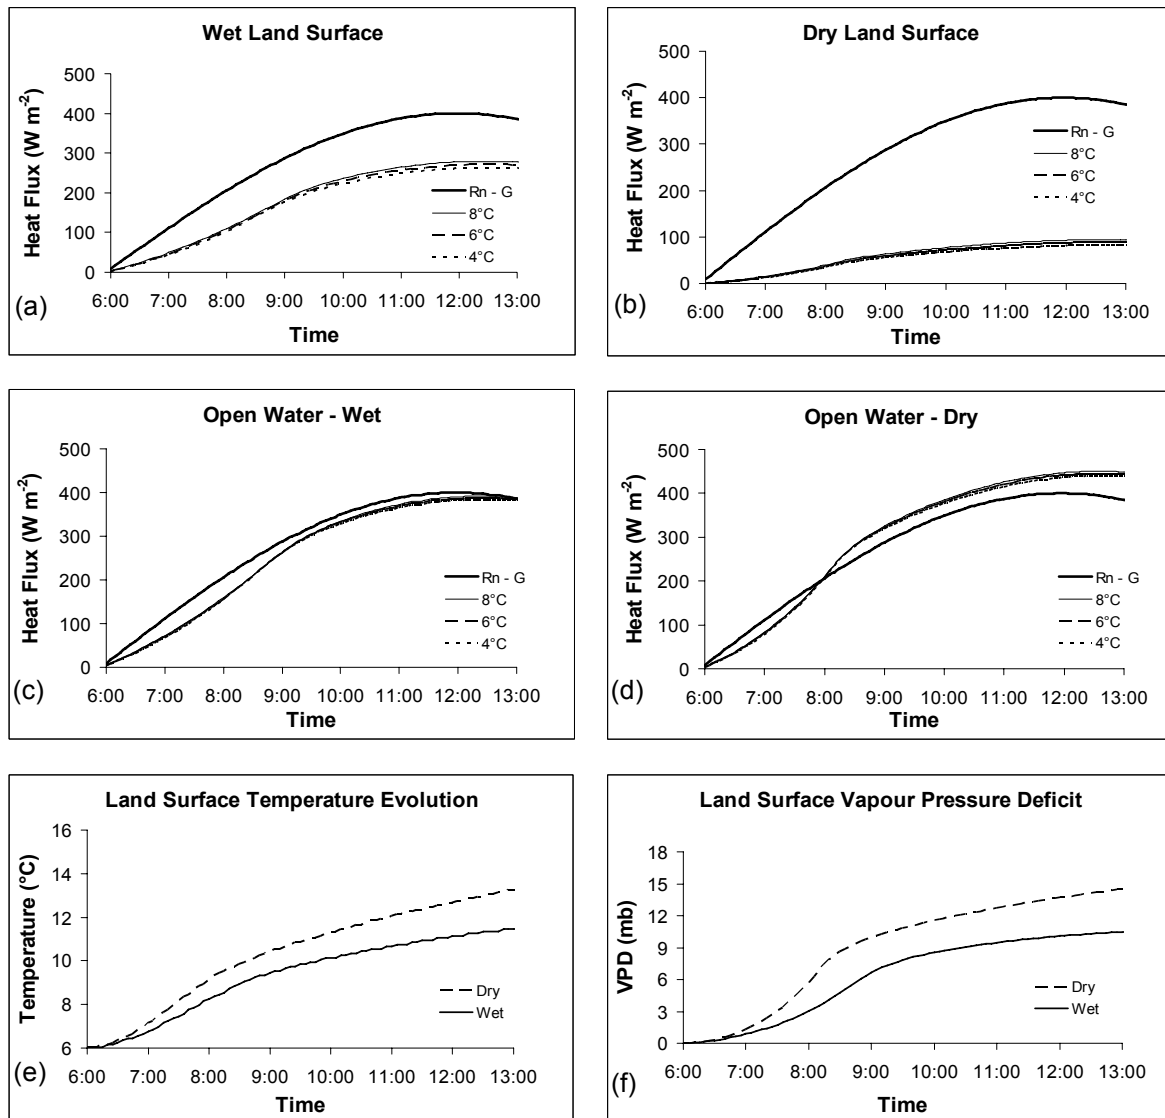 Wet Land Surface
Heat Flux (W m-2)
500
400
300
200
100
0
Rn - G
8°C
6°C
4°C
6:00 7:00 8:00 9:00 10:00 11:00 12:00 13:00
(a)
Time
Dry Land Surface
Heat Flux (W m-2)
500
400
300
200
100
0
Rn - G
8°C
6°C
4°C
6:00 7:00 8:00 9:00 10:00 11:00 12:00 13:00
(b)
Time
Open Water - Wet
Heat Flux (W m-2)
500
400
300
200
100
0
Rn - G
8°C
6°C
4°C
6:00 7:00 8:00 9:00 10:00 11:00 12:00 13:00
(c)
Time
Open Water - Dry
Heat Flux (W m-2)
500
400
300
200
100
0
Rn - G
8°C
6°C
4°C
6:00 7:00 8:00 9:00 10:00 11:00 12:00 13:00
(d)
Time
Land Surface Temperature Evolution
Temperature (°C)
16
14
12
10
8
6
Dry
Wet
6:00 7:00 8:00 9:00 10:00 11:00 12:00 13:00
(e)
Time
Land Surface Vapour Pressure Deficit
VPD (mb)
18
15
12
9
6
3
0
Dry
Wet
6:00 7:00 8:00 9:00 10:00 11:00 12:00 13:00
(f)
Time